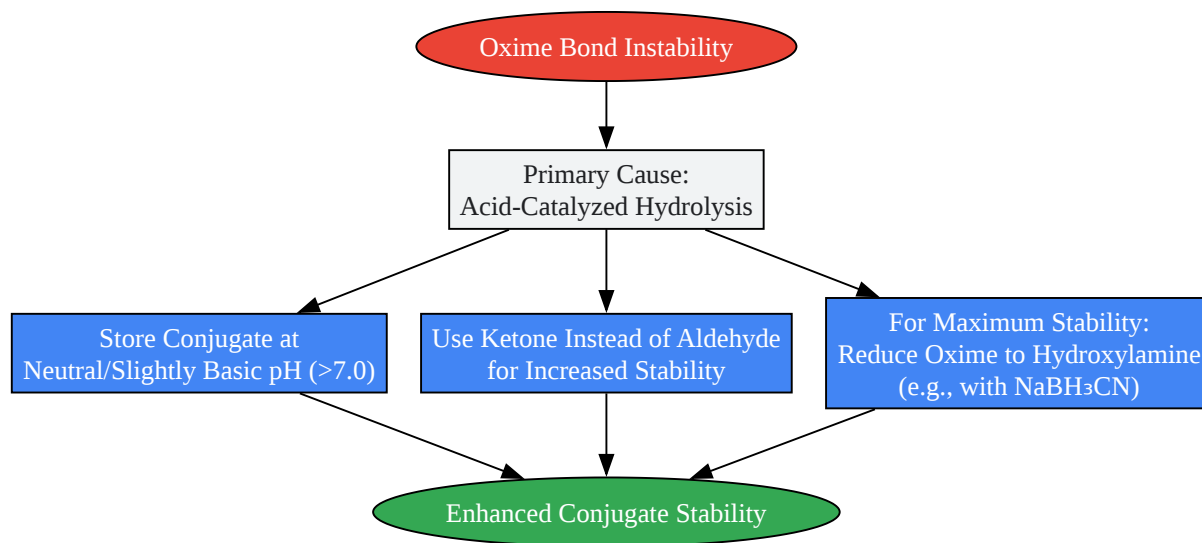 Oxime Bond Instability
Primary Cause:
Acid-Catalyzed Hydrolysis
Store Conjugate at
Neutral/Slightly Basic pH (>7.0)
Use Ketone Instead of Aldehyde
for Increased Stability
For Maximum Stability:
Reduce Oxime to Hydroxylamine
(e.g., with NaBH₃CN)
Enhanced Conjugate Stability